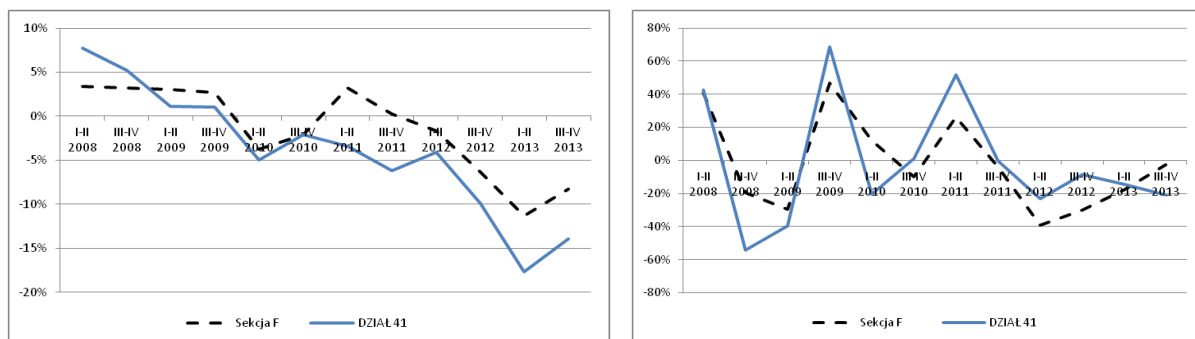 10%
5%
0%
-5%
-10%
-15%
-20%
I-II III-IV I-II III-IV I-II III-IV I-II III-IV I-II III-IV I-II III-IV
2008 2008 2009 2009 2010 2010 2011 2011 2012 2012 2013 2013
Sekcja F DZIAŁ 41
80%
60%
40%
20%
0%
-20%
-40%
-60%
-80%
I-II III-IV I-II III-IV I-II III-IV I-II III-IV I-II III-IV I-II III-IV
2008 2008 2009 2009 2010 2010 2011 2011 2012 2012 2013 2013
Sekcja F DZIAŁ 41